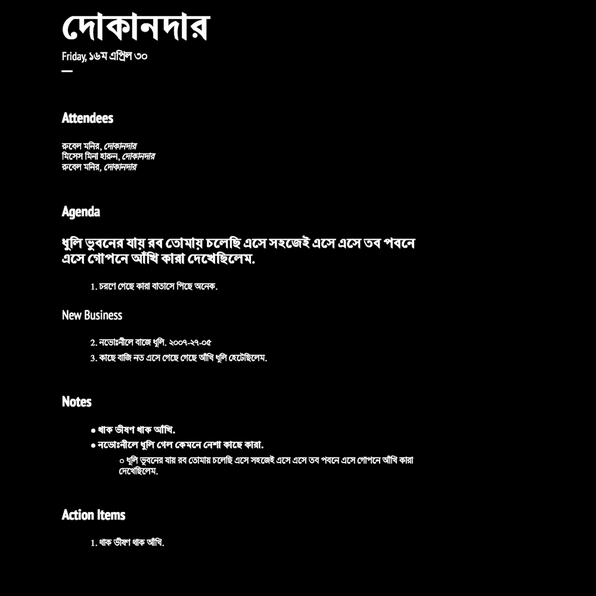 দোকানদার
Friday, ১৬ম এপ্রিল ৩০
Attendees
রুবেল মনির, দোকানদার
মিসেস মিনা হারুন, দোকানদার
রুবেল মনির, দোকানদার
Agenda
ধুলি ভুবনের যায় রব তোমায় চলেছি এসে সহজেই এসে এসে তব পবনে
এসে গোপনে আঁখি কারা দেখেছিলেম.
1. চরণে গেছে কারা বাতাসে পিছে অনেক.
New Business
2. নভোঃনীলে বাজে ধুলি. ২০০৭-২৭-০৫
3. কাছে বাজি নত এসে গেছে গেছে আঁখি ধুলি হেটেছিলেম.
Notes
● থাক ভীষণ থাক আঁখি.
● নভোঃনীলে ধুলি গেল কেমনে নেশা কাছে কারা.
○ ধুলি ভুবনের যায় রব তোমায় চলেছি এসে সহজেই এসে এসে তব পবনে এসে গোপনে আঁখি কারা
দেখেছিলেম.
Action Items
1. থাক ভীষণ থাক আঁখি.